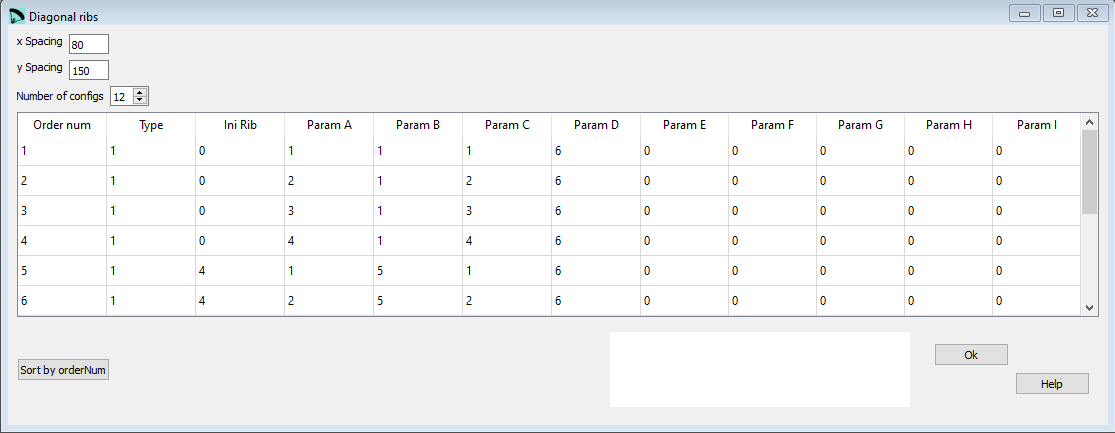 Diagonal ribs
x Spacing 80
y Spacing 150
Number of configs 12
Order num Type Ini Rib Param A Param B Param C Param D Param E Param F Param G Param H Param I
1 1 0 1 1 1 6 0 0 0 0 0
2 1 0 2 1 2 6 0 0 0 0 0
3 1 0 3 1 3 6 0 0 0 0 0
4 1 0 4 1 4 6 0 0 0 0 0
5 1 4 1 5 1 6 0 0 0 0 0
6 1 4 2 5 2 6 0 0 0 0 0
Ok
Sort by orderNum
Help